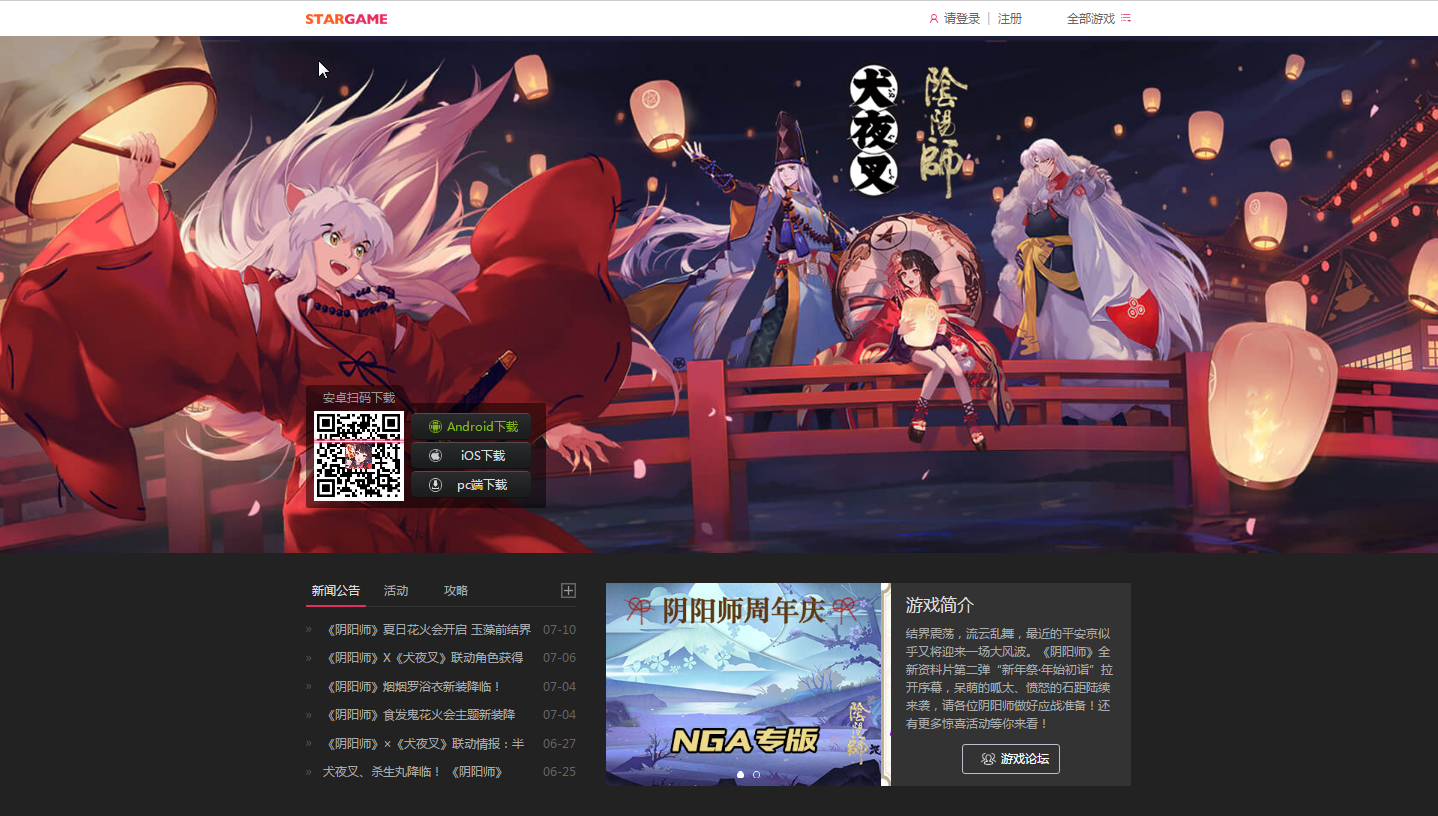 STARGAME
请登录 | 注册
全部游戏
犬夜叉
陰陽師
安卓扫码下载
Android下载
iOS下载
pc端下载
新闻公告 活动 攻略
» 《阴阳师》夏日花火会开启 玉藻前结界 07-10
» 《阴阳师》X《犬夜叉》联动角色获得 07-06
» 《阴阳师》烟烟罗浴衣新装降临！ 07-04
» 《阴阳师》食发鬼花火会主题新装降 07-04
» 《阴阳师》×《犬夜叉》联动情报：半 06-27
» 犬夜叉、杀生丸降临！《阴阳师》 06-25
阴阳师周年庆
陰陽師
NGA专版
游戏简介
结界震荡，流云乱舞，最近的平安京似
乎又将迎来一场大风波。《阴阳师》全
新资料片第二弹“新年祭·年始初诣”拉
开序幕，呆萌的呱太、愤怒的石距陆续
来袭，请各位阴阳师做好应战准备！还
有更多惊喜活动等你来看！
游戏论坛